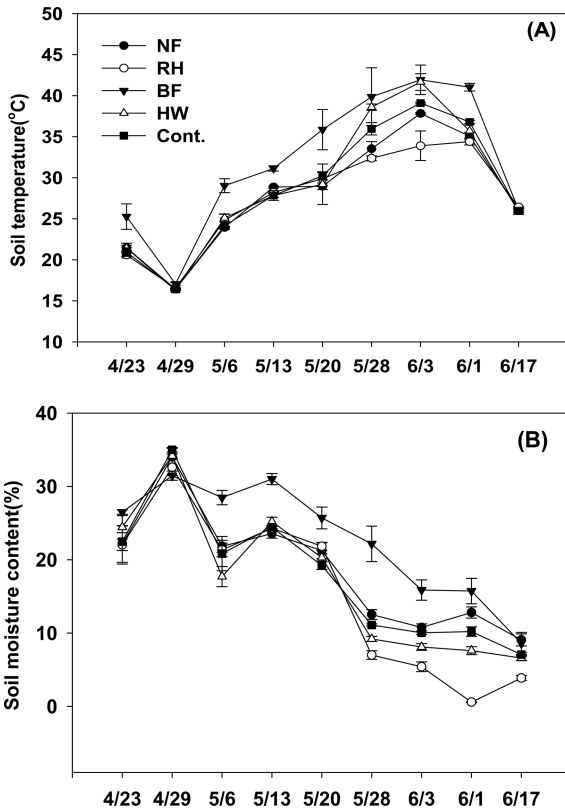 (A)
NF
RH
BF
HW
Cont.
Soil temperature(°C)
50
45
40
35
30
25
20
15
10
4/23 4/29 5/6 5/13 5/20 5/28 6/3 6/1 6/17
(B)
Soil moisture content(%)
40
30
20
10
0
4/23 4/29 5/6 5/13 5/20 5/28 6/3 6/1 6/17